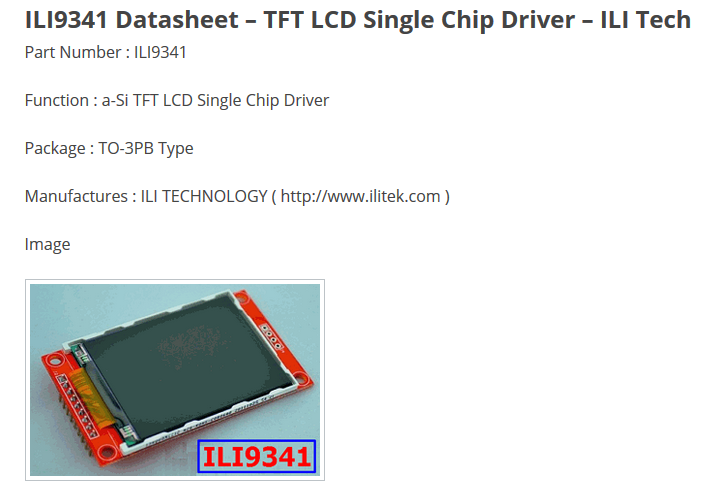 ILI9341 Datasheet – TFT LCD Single Chip Driver – ILI Tech
Part Number : ILI9341
Function : a-Si TFT LCD Single Chip Driver
Package : TO-3PB Type
Manufactures : ILI TECHNOLOGY ( http://www.ilitek.com )
Image
ILI9341